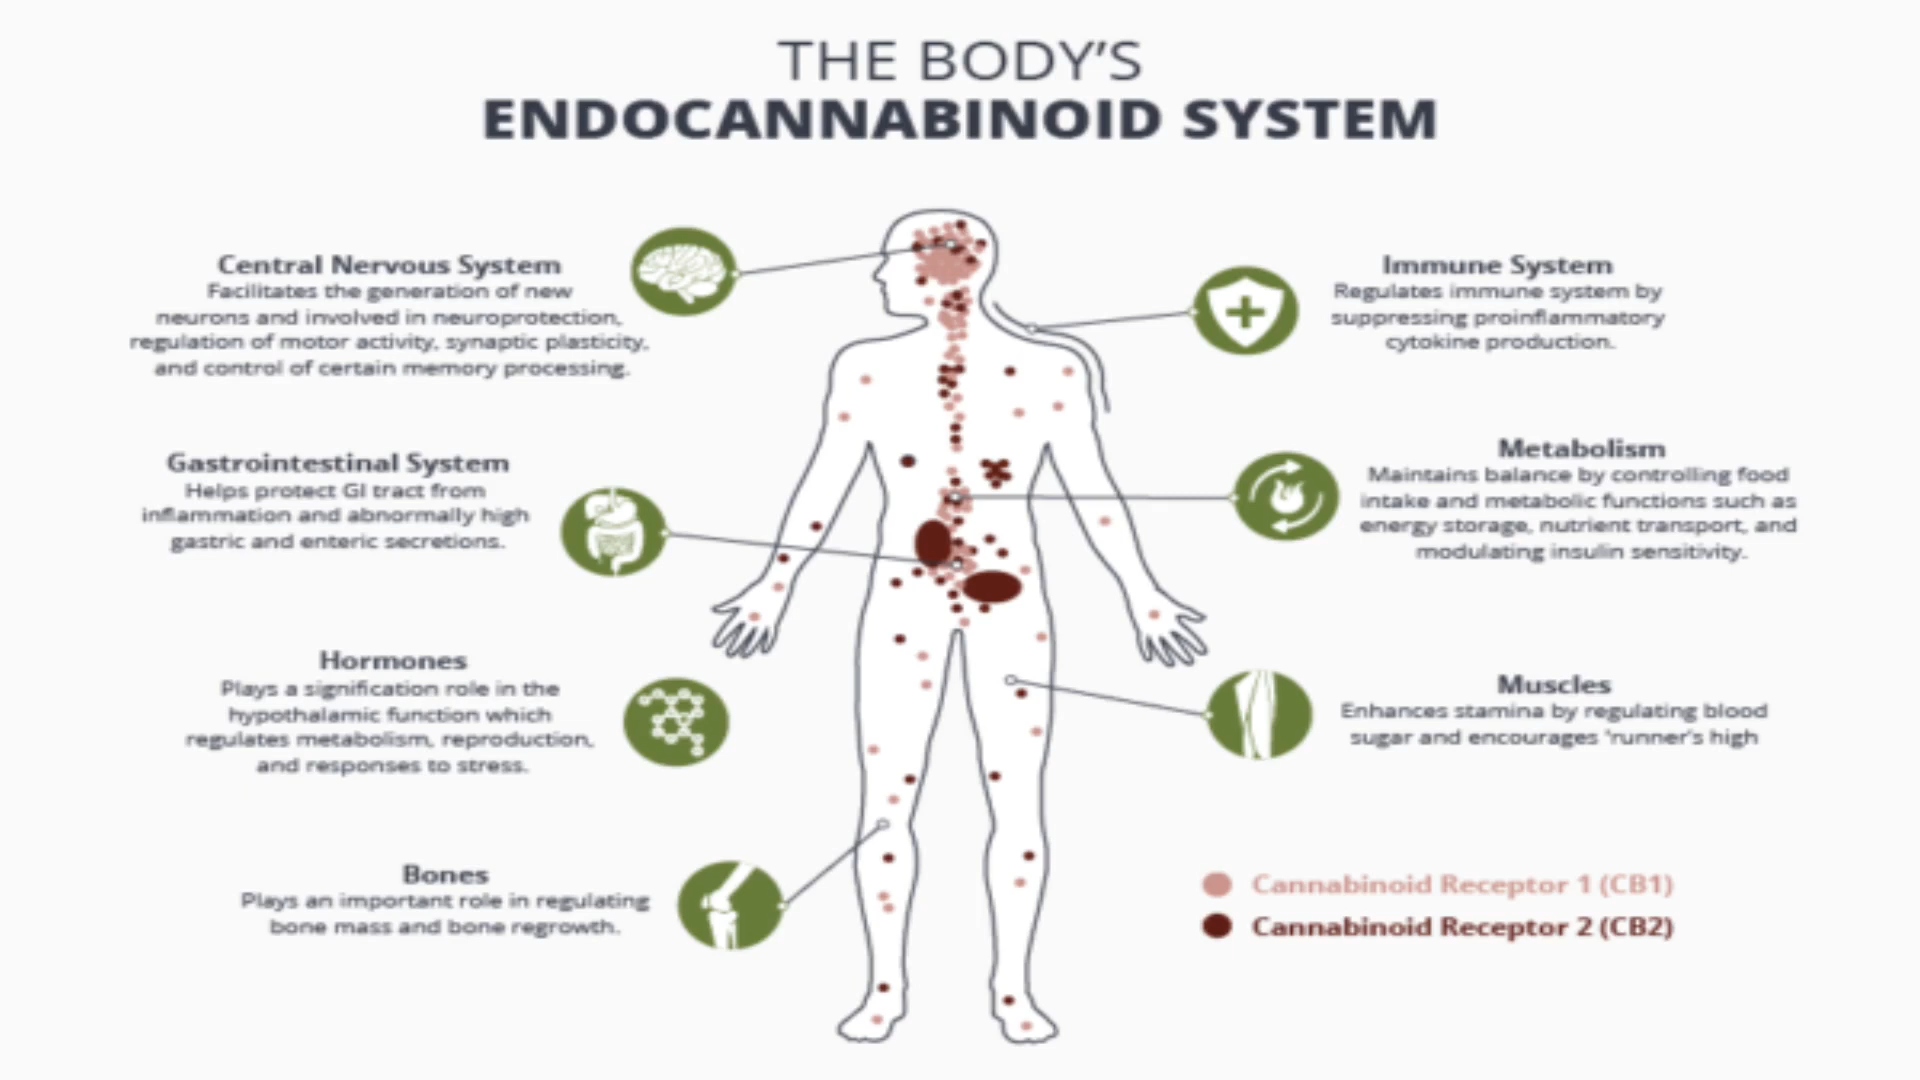 THE BODY'S
ENDOCANNABINOID SYSTEM
Central Nervous System
Facilitates the generation of new
neurons and involved in neuroprotection,
regulation of motor activity, synaptic plasticity,
and control of certain memory processing.
Gastrointestinal System
Helps protect GI tract from
inflammation and abnormally high
gastric and enteric secretions.
Hormones
Plays a signification role in the
hypothalamic function which
regulates metabolism, reproduction,
and responses to stress.
Bones
Plays an important role in regulating
bone mass and bone regrowth.
Immune System
Regulates immune system by
suppressing proinflammatory
cytokine production.
Metabolism
Maintains balance by controlling food
intake and metabolic functions such as
energy storage, nutrient transport, and
modulating insulin sensitivity.
Muscles
Enhances stamina by regulating blood
sugar and encourages 'runner's high
Cannabinoid Receptor 1 (CB1)
Cannabinoid Receptor 2 (CB2)